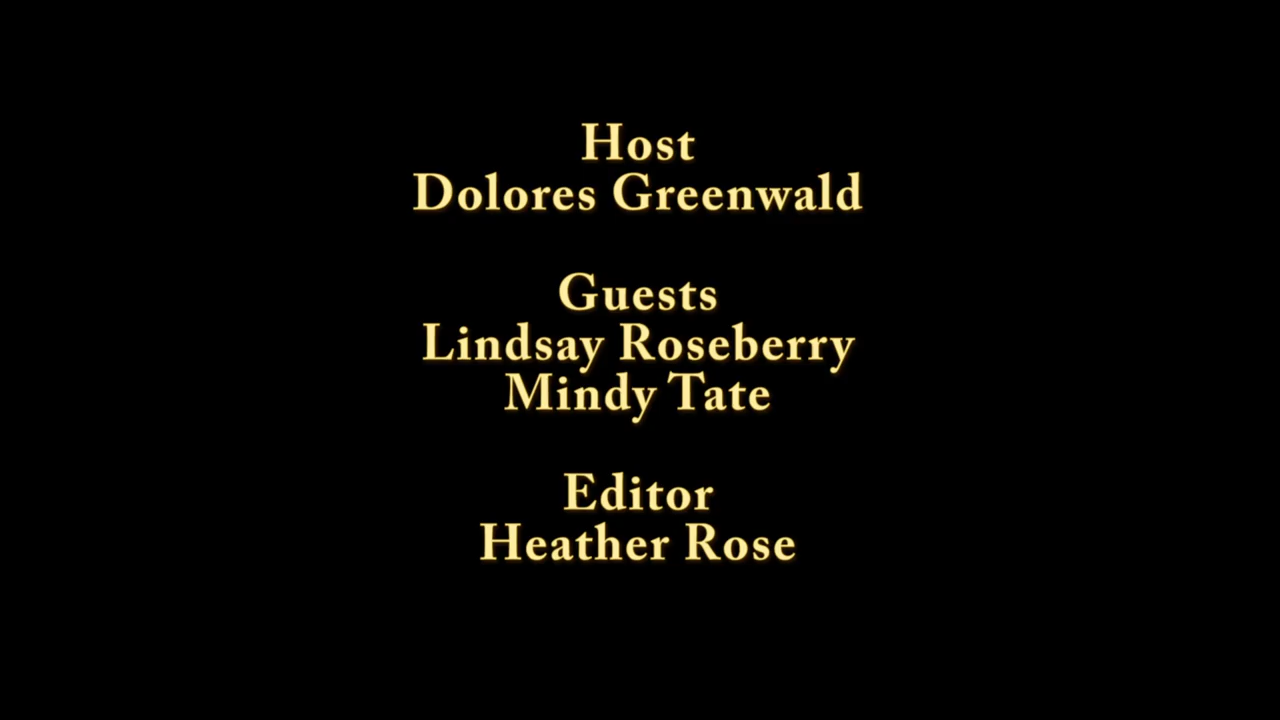 Host
Dolores Greenwald
Guests
Lindsay Roseberry
Mindy Tate
Editor
Heather Rose